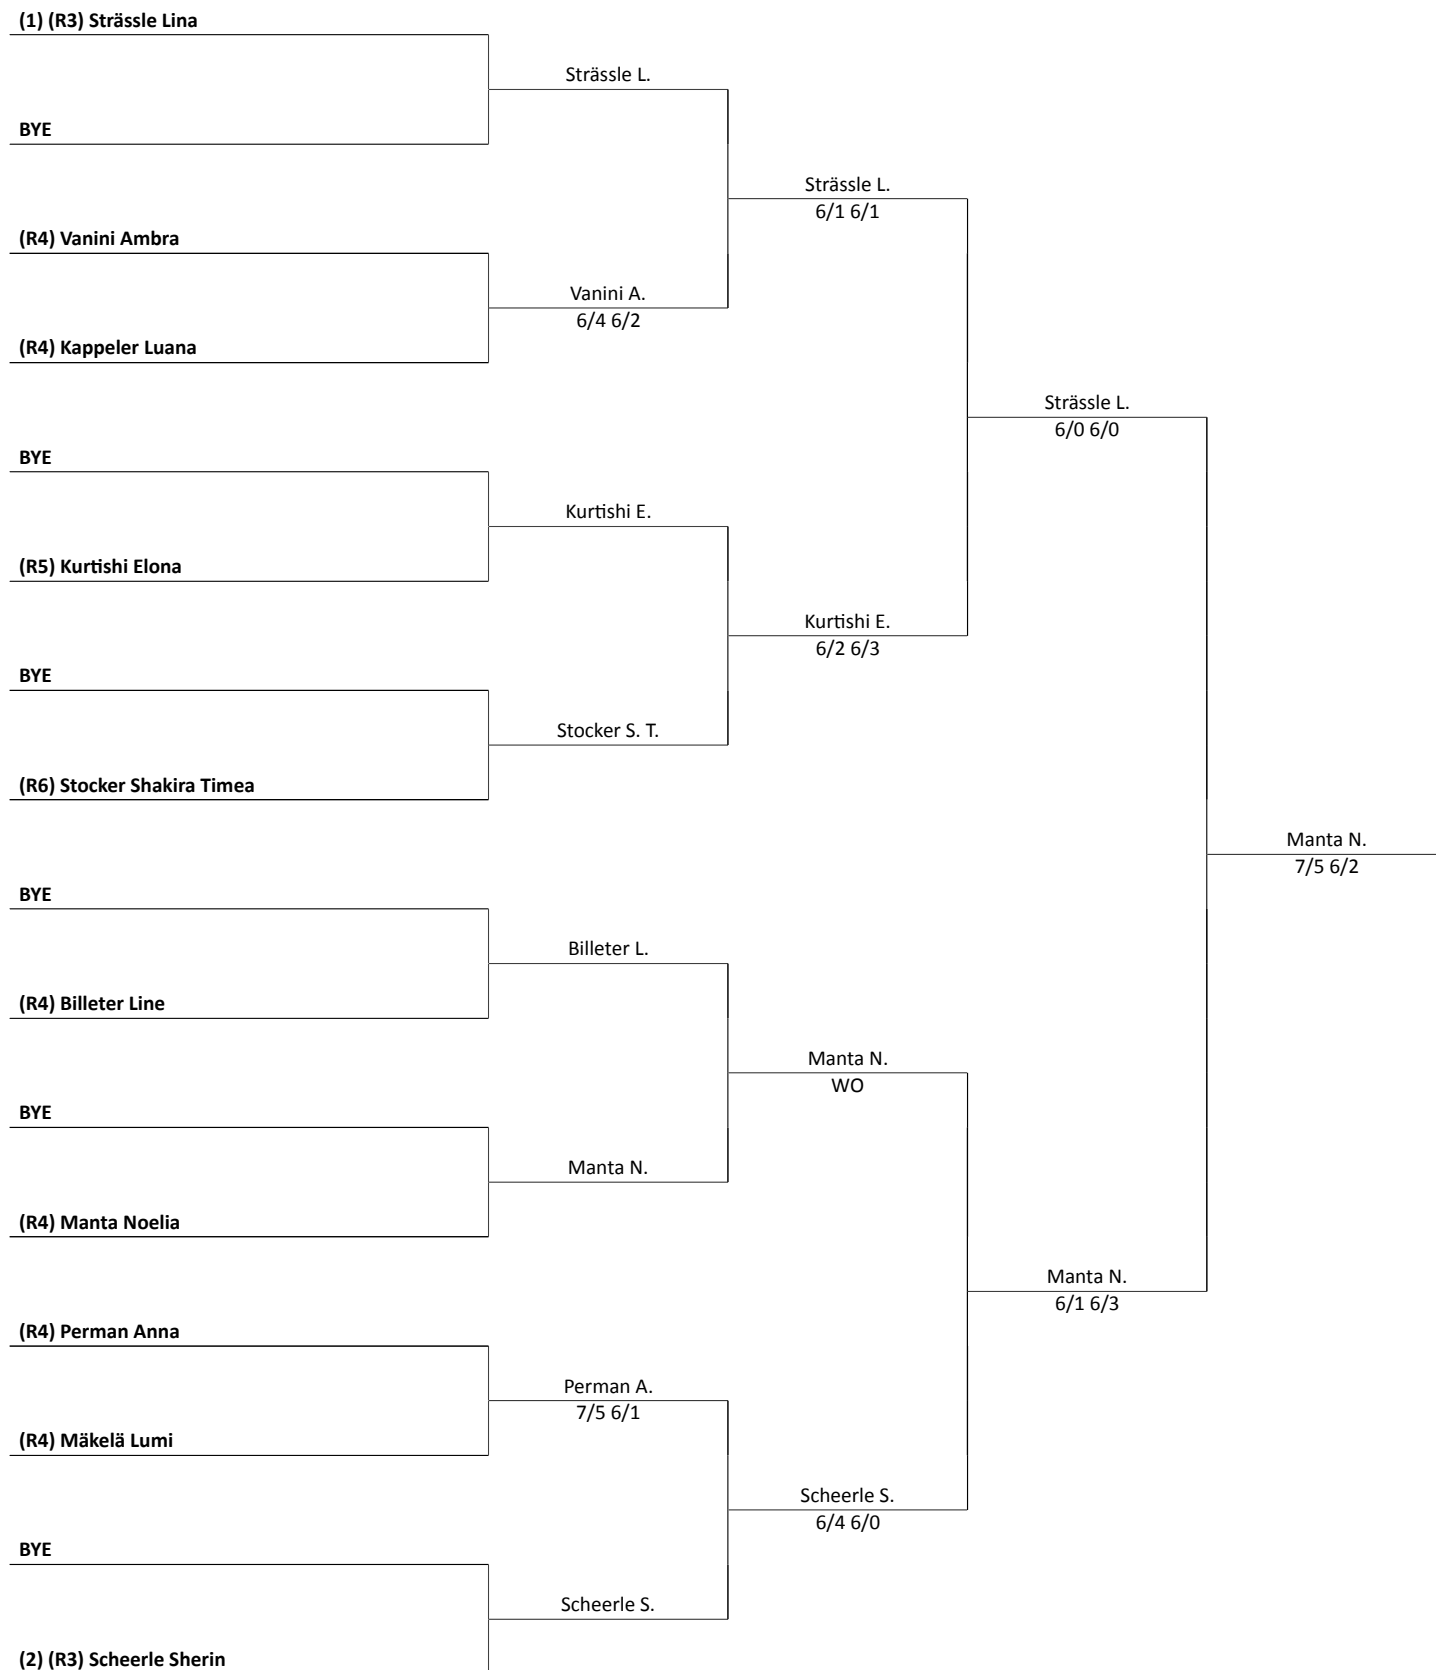 (1) (R3) Strässle Lina
Strässle L.
BYE
Strässle L.
6/1 6/1
(R4) Vanini Ambra
Vanini A.
6/4 6/2
(R4) Kappeler Luana
Strässle L.
6/0 6/0
BYE
Kurtishi E.
(R5) Kurtishi Elona
Kurtishi E.
6/2 6/3
BYE
Stocker S. T.
(R6) Stocker Shakira Timea
Manta N.
7/5 6/2
BYE
Billeter L.
(R4) Billeter Line
Manta N.
WO
BYE
Manta N.
(R4) Manta Noelia
Manta N.
6/1 6/3
(R4) Perman Anna
Perman A.
7/5 6/1
(R4) Mäkelä Lumi
Scheerle S.
6/4 6/0
BYE
Scheerle S.
(2) (R3) Scheerle Sherin